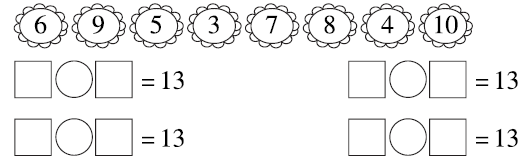 6 9 5 3 7 8 4 10
= 13 = 13
= 13 = 13